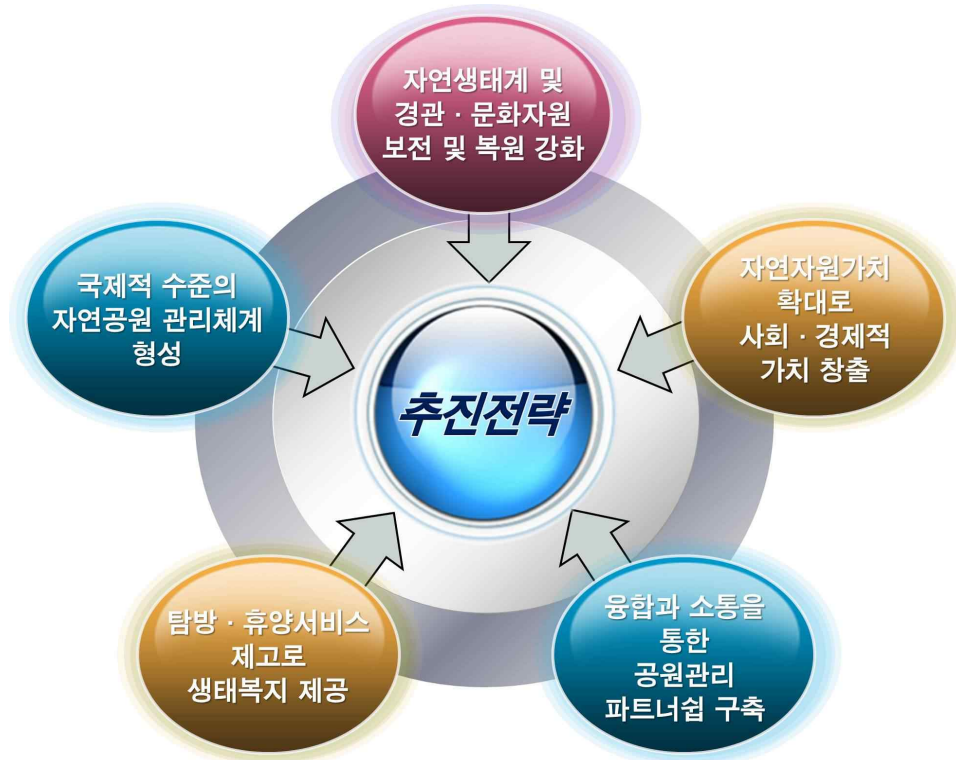 자연생태계 및
경관 · 문화자원
보전 및 복원 강화
국제적 수준의
자연공원 관리체계
형성
자연자원가치
확대로
사회 · 경제적
가치 창출
추진전략
탐방 · 휴양서비스
제고로
생태복지 제공
융합과 소통을
통한
공원관리
파트너쉽 구축